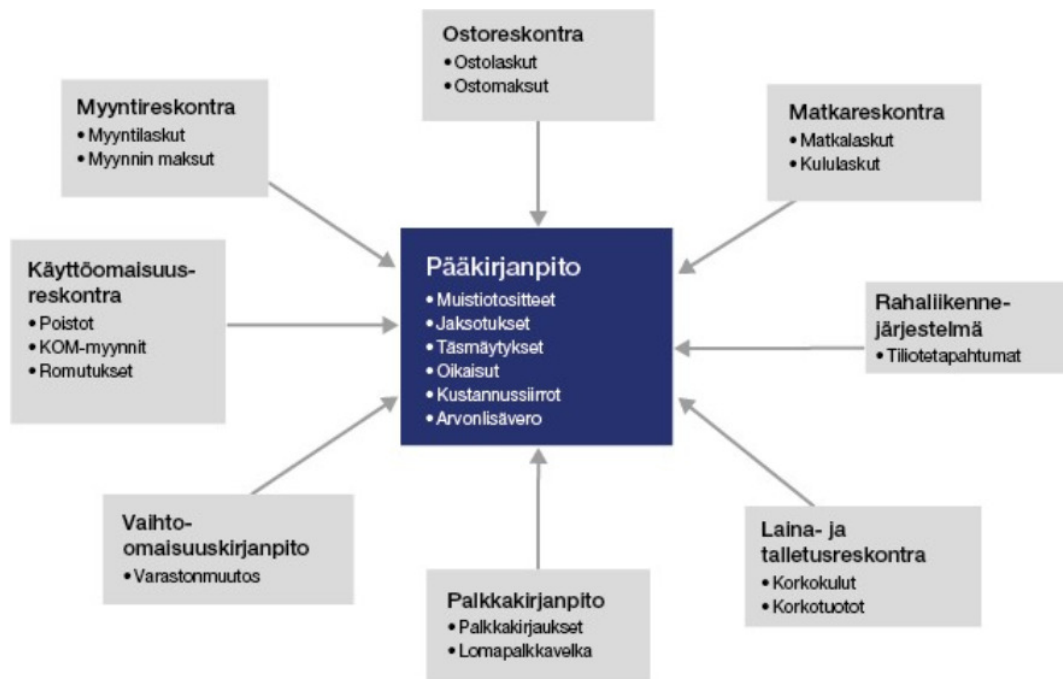 Ostoreskontra
• Ostolaskut
• Ostomaksut
Myyntireskontra
• Myyntilaskut
• Myynnin maksut
Matkareskontra
• Matkalaskut
• Kululaskut
Käyttöomaisuus-
reskontra
• Poistot
• KOM-myynnit
• Romutukset
Pääkirjanpito
• Muistiotositteet
• Jaksotukset
• Täsmäytykset
• Oikaisut
• Kustannussiirrot
• Arvonlisävero
Rahaliikenne-
järjestelmä
• Tiliotetapahtumat
Vaihto-
omaisuuskirjanpito
• Varastonmuutos
Palkkakirjanpito
• Palkkakirjaukset
• Lomapalkkavelka
Laina- ja
talletusreskontra
• Korkokulut
• Korkotuotot